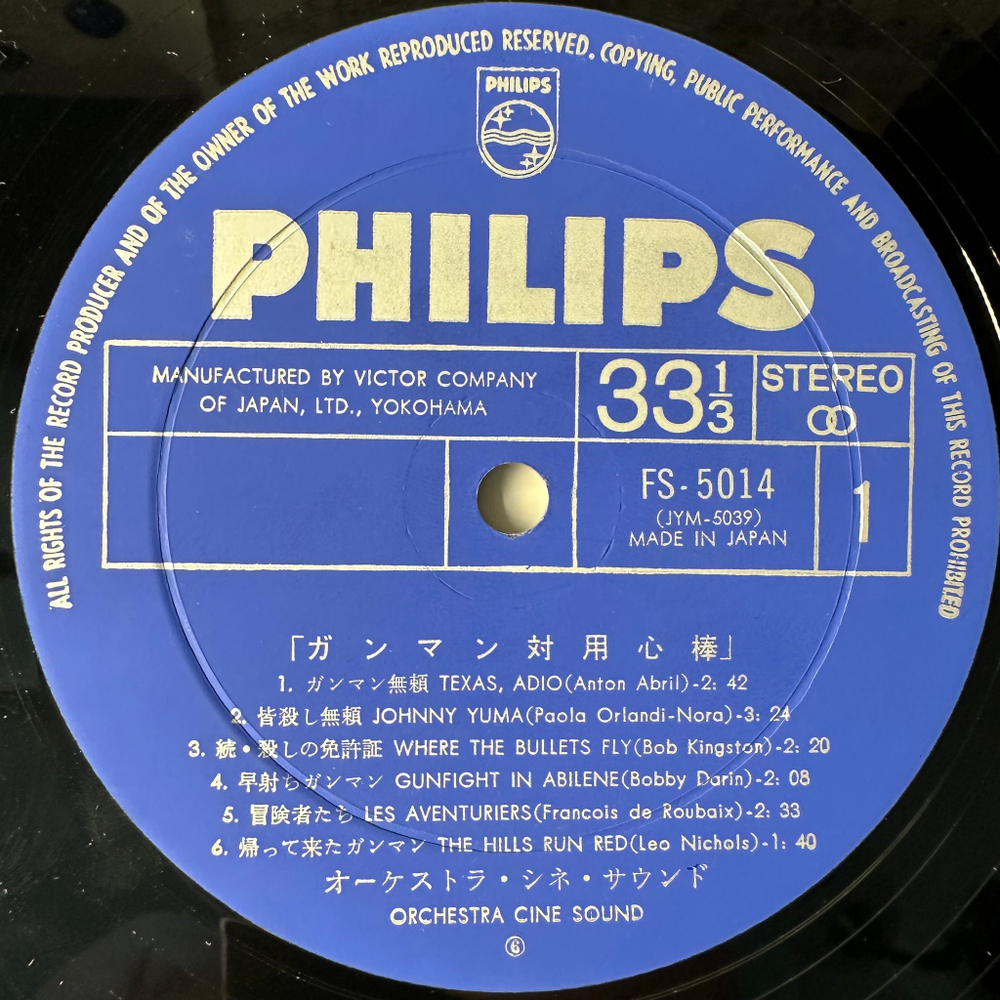 ALL RIGHTS OF THE RECORD PRODUCER AND OF THE OWNER OF THE WORK REPRODUCED RESERVED. COPYING, PUBLIC PERFORMANCE AND BROADCASTING OF THIS RECORD PROHIBITED
PHILIPS
PHILIPS
MANUFACTURED BY VICTOR COMPANY
OF JAPAN, LTD., YOKOHAMA
33 1/3
STEREO
FS-5014
(JYM-5039)
MADE IN JAPAN
1
「ガンマン対用心棒」
1. ガンマン無頼 TEXAS, ADIO(Anton Abril)-2: 42
2. 皆殺し無頼 JOHNNY YUMA(Paola Orlandi-Nora)-3: 24
3. 続・殺しの免許証 WHERE THE BULLETS FLY(Bob Kingston)-2: 20
4. 早射ちガンマン GUNFIGHT IN ABILENE(Bobby Darin)-2: 08
5. 冒険者たち LES AVENTURIERS(Francois de Roubaix)-2: 33
6. 帰って来たガンマン THE HILLS RUN RED(Leo Nichols)-1: 40
オーケストラ・シネ・サウンド
ORCHESTRA CINE SOUND
⑥